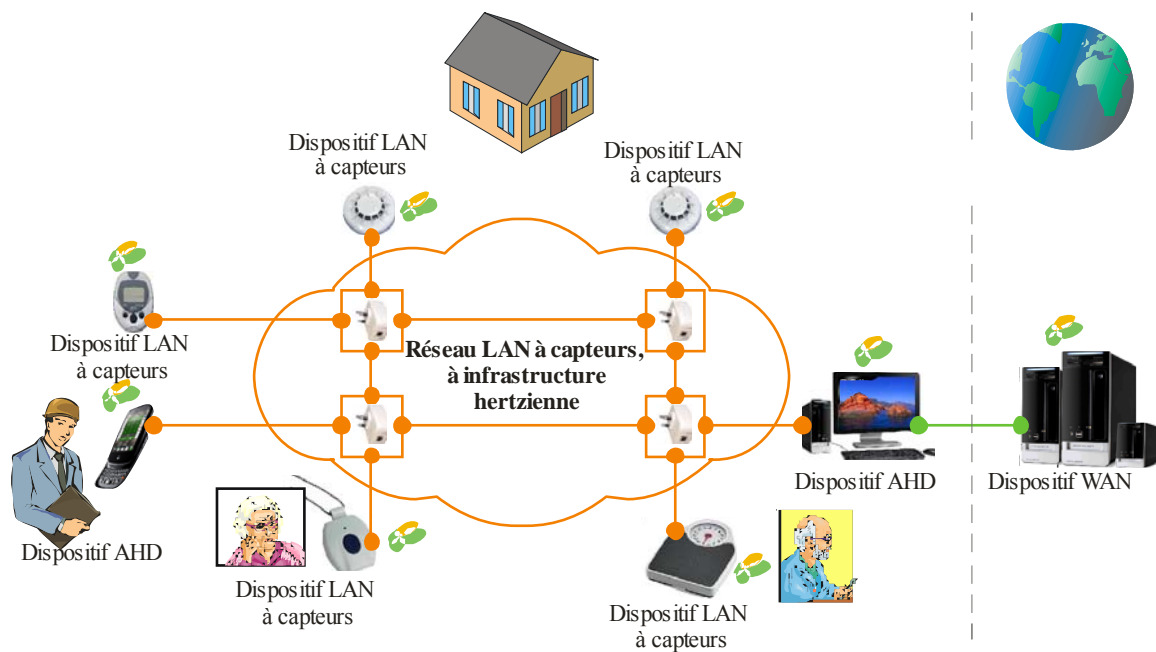 Dispositif LAN
à capteurs
Dispositif LAN
à capteurs
Dispositif LAN
à capteurs
Réseau LAN à capteurs,
à infrastructure
hertzienne
Dispositif AHD
Dispositif WAN
Dispositif AHD
Dispositif LAN
à capteurs
Dispositif LAN
à capteurs